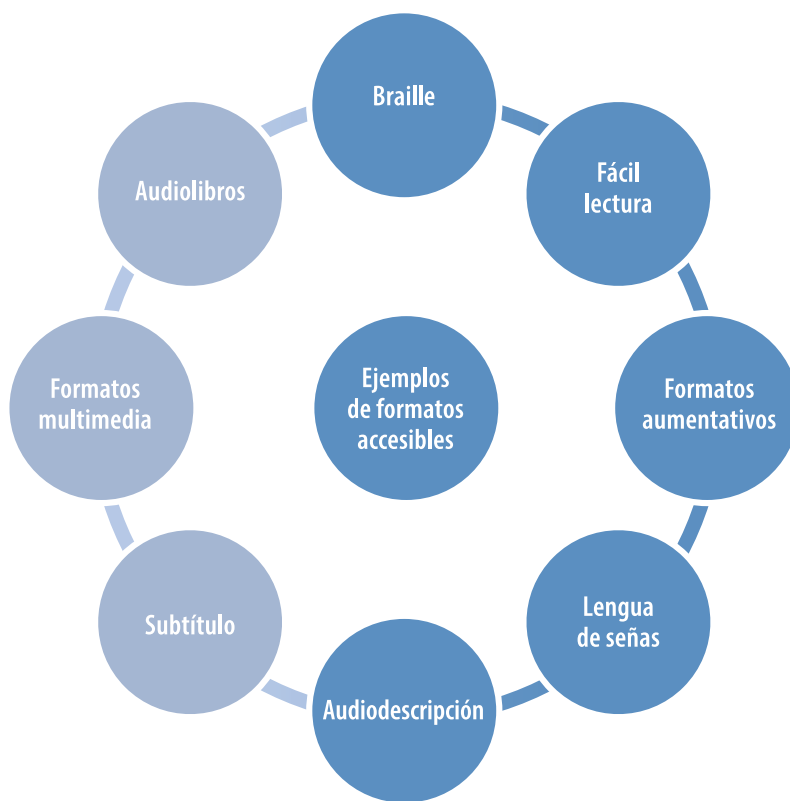 Braille
Fácil
lectura
Formatos
aumentativos
Lengua
de señas
Audiodescripción
Subtítulo
Formatos
multimedia
Audiolibros
Ejemplos
de formatos
accesibles